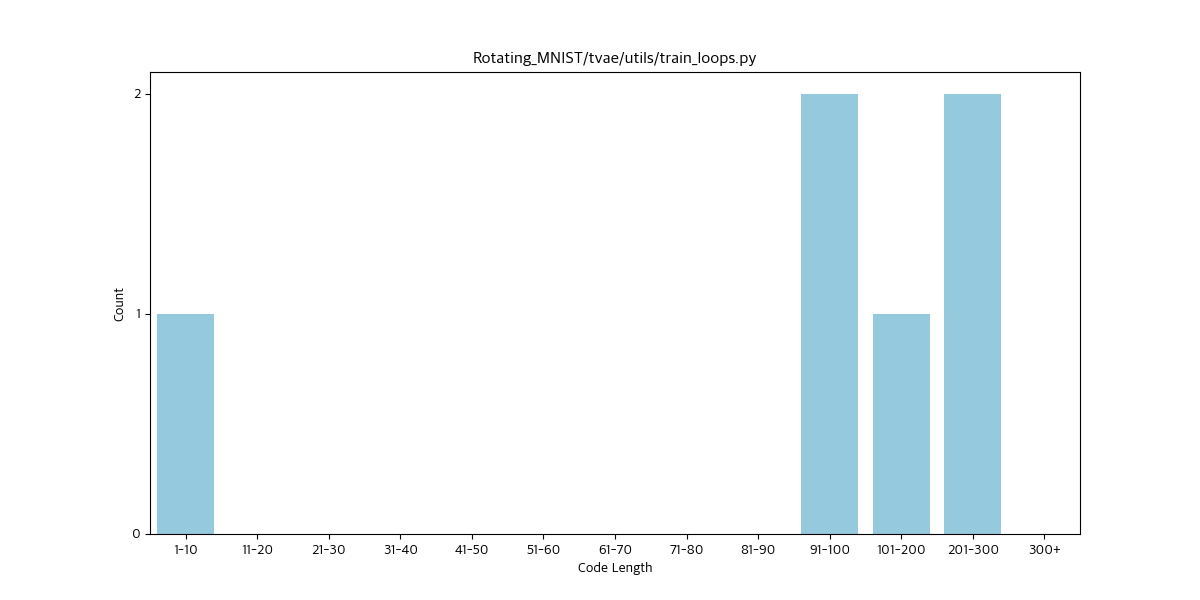 Rotating_MNIST/tvae/utils/train_loops.py
2
1
0
Count
1-10 11-20 21-30 31-40 41-50 51-60 61-70 71-80 81-90 91-100 101-200 201-300 300+
Code Length